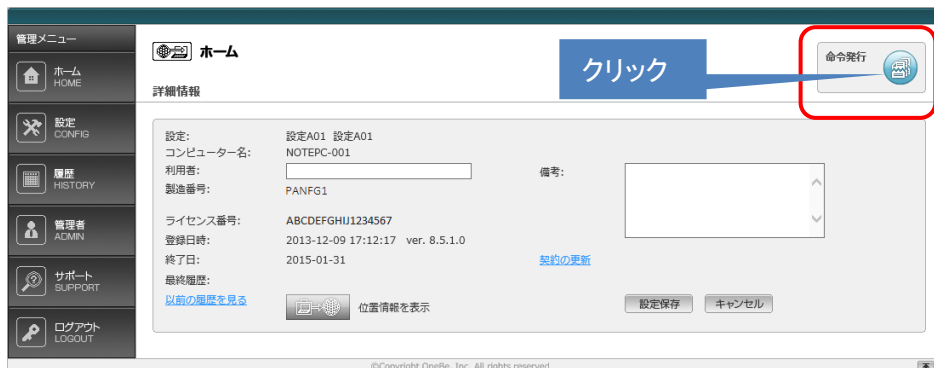 管理メニュー
ホーム
HOME
設定
CONFIG
履歴
HISTORY
管理者
ADMIN
サポート
SUPPORT
ログアウト
LOGOUT
ホーム
クリック
命令発行
詳細情報
設定: 設定A01 設定A01
コンピューター名: NOTEPC-001
利用者: 備考:
製造番号: PANFG1
ライセンス番号: ABCDEFGHIJ1234567
登録日時: 2013-12-09 17:12:17 ver. 8.5.1.0
終了日: 2015-01-31 契約の更新
最終履歴:
以前の履歴を見る 位置情報を表示 設定保存 キャンセル
©Copyright OneBe, Inc. All rights reserved.